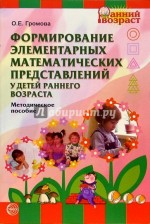 Ранний возраст
О.Е. Громова
ФОРМИРОВАНИЕ
ЭЛЕМЕНТАРНЫХ
МАТЕМАТИЧЕСКИХ
ПРЕДСТАВЛЕНИЙ
У ДЕТЕЙ РАННЕГО
ВОЗРАСТА
Методическое
пособие